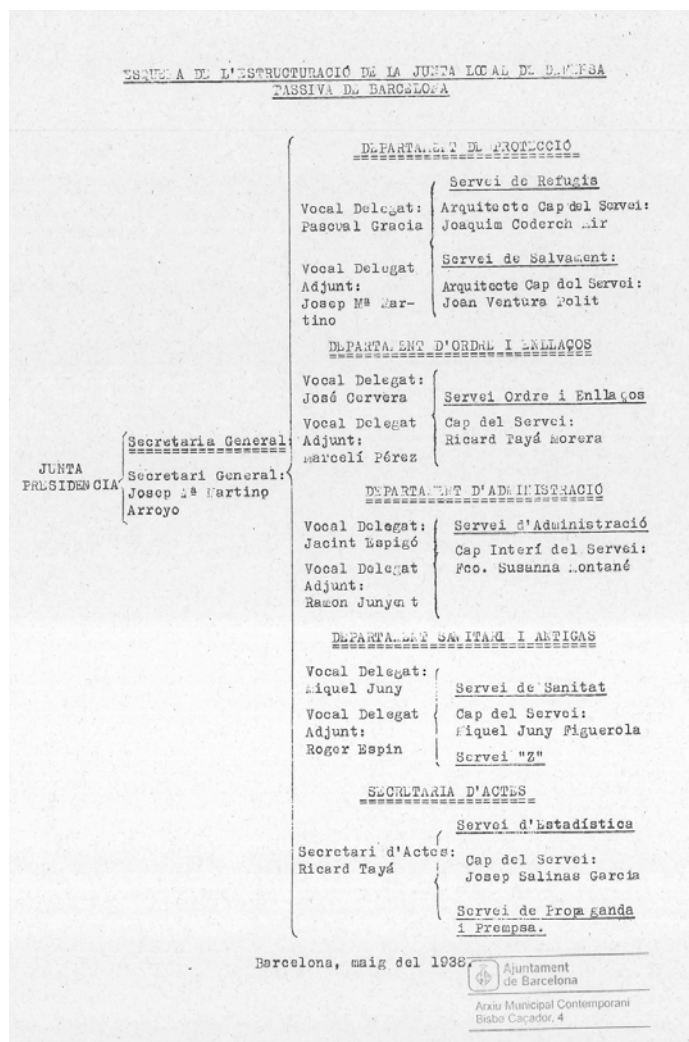 ESQUEMA DE L'ESTRUCTURACIÓ DE LA JUNTA LOCAL DE DEFENSA
PASSIVA DE BARCELONA
DEPARTAMENT DE PROTECCIÓ
Servei de Refugis
Vocal Delegat:
Pascual Gracia
Arquitecte Cap del Servei:
Joaquim Coderch Mir
Vocal Delegat
Adjunt:
Josep Mª Mar-
tino
Servei de Salvament:
Arquitecte Cap del Servei:
Joan Ventura Polit
DEPARTAMENT D'ORDRE I ENLLAÇOS
Vocal Delegat:
José Cervera
Vocal Delegat
Adjunt:
Marcelí Pérez
Servei Ordre i Enllaços
Cap del Servei:
Ricard Tayá Morera
JUNTA
PRESIDENCIA
Secretaria General:
Secretari General:
Josep Mª Martino
Arroyo
DEPARTAMENT D'ADMINISTRACIÓ
Vocal Delegat:
Jacint Espigó
Vocal Delegat
Adjunt:
Ramon Junyent
Servei d'Administració
Cap Interí del Servei:
Fco. Susanna Montané
DEPARTAMENT SANITARI I ANTIGAS
Vocal Delegat:
Miquel Juny
Vocal Delegat
Adjunt:
Roger Espin
Servei de Sanitat
Cap del Servei:
Miquel Juny Figuerola
Servei "Z"
SECRETARIA D'ACTES
Secretari d'Actes:
Ricard Tayá
Servei d'Estadística
Cap del Servei:
Josep Salinas García
Servei de Propaganda
i Prempsa.
Barcelona, maig del 1938.
Ajuntament
de Barcelona
Arxiu Municipal Contemporani
Bisbe Caçador, 4